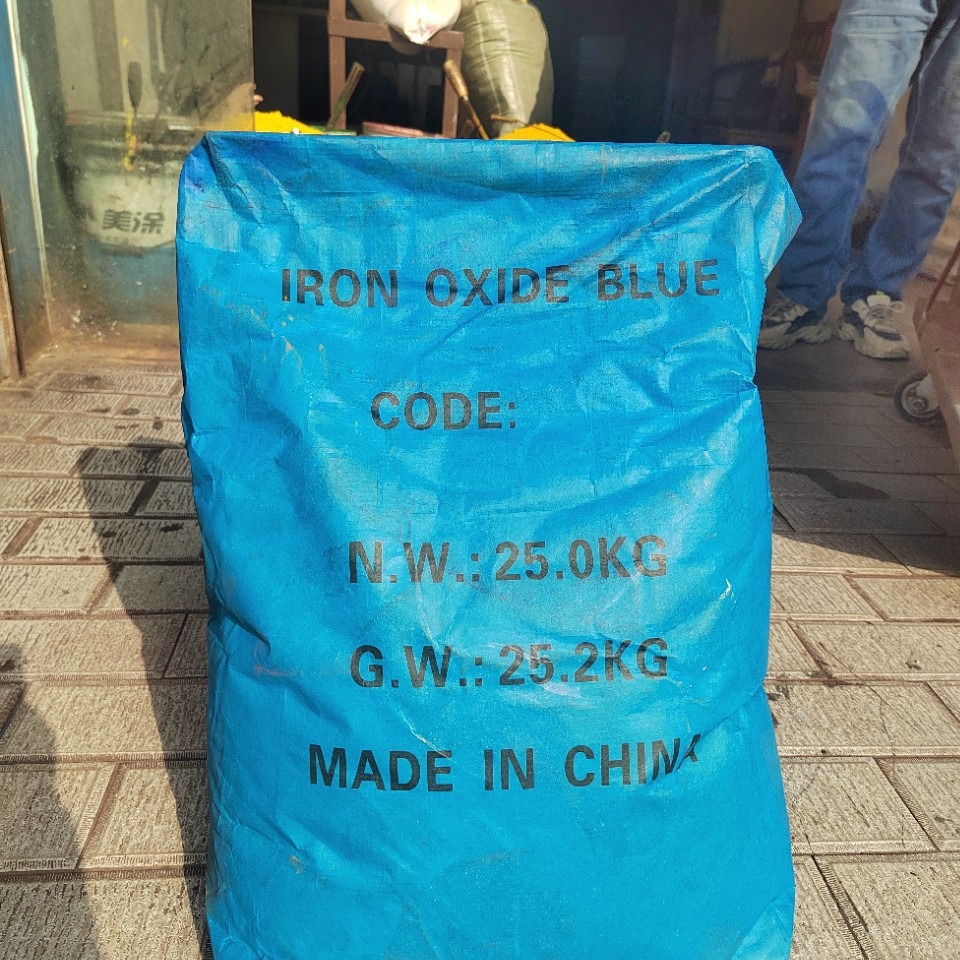 美涂
IRON OXIDE BLUE
CODE:
N.W.: 25.0KG
G.W.: 25.2KG
MADE IN CHINA